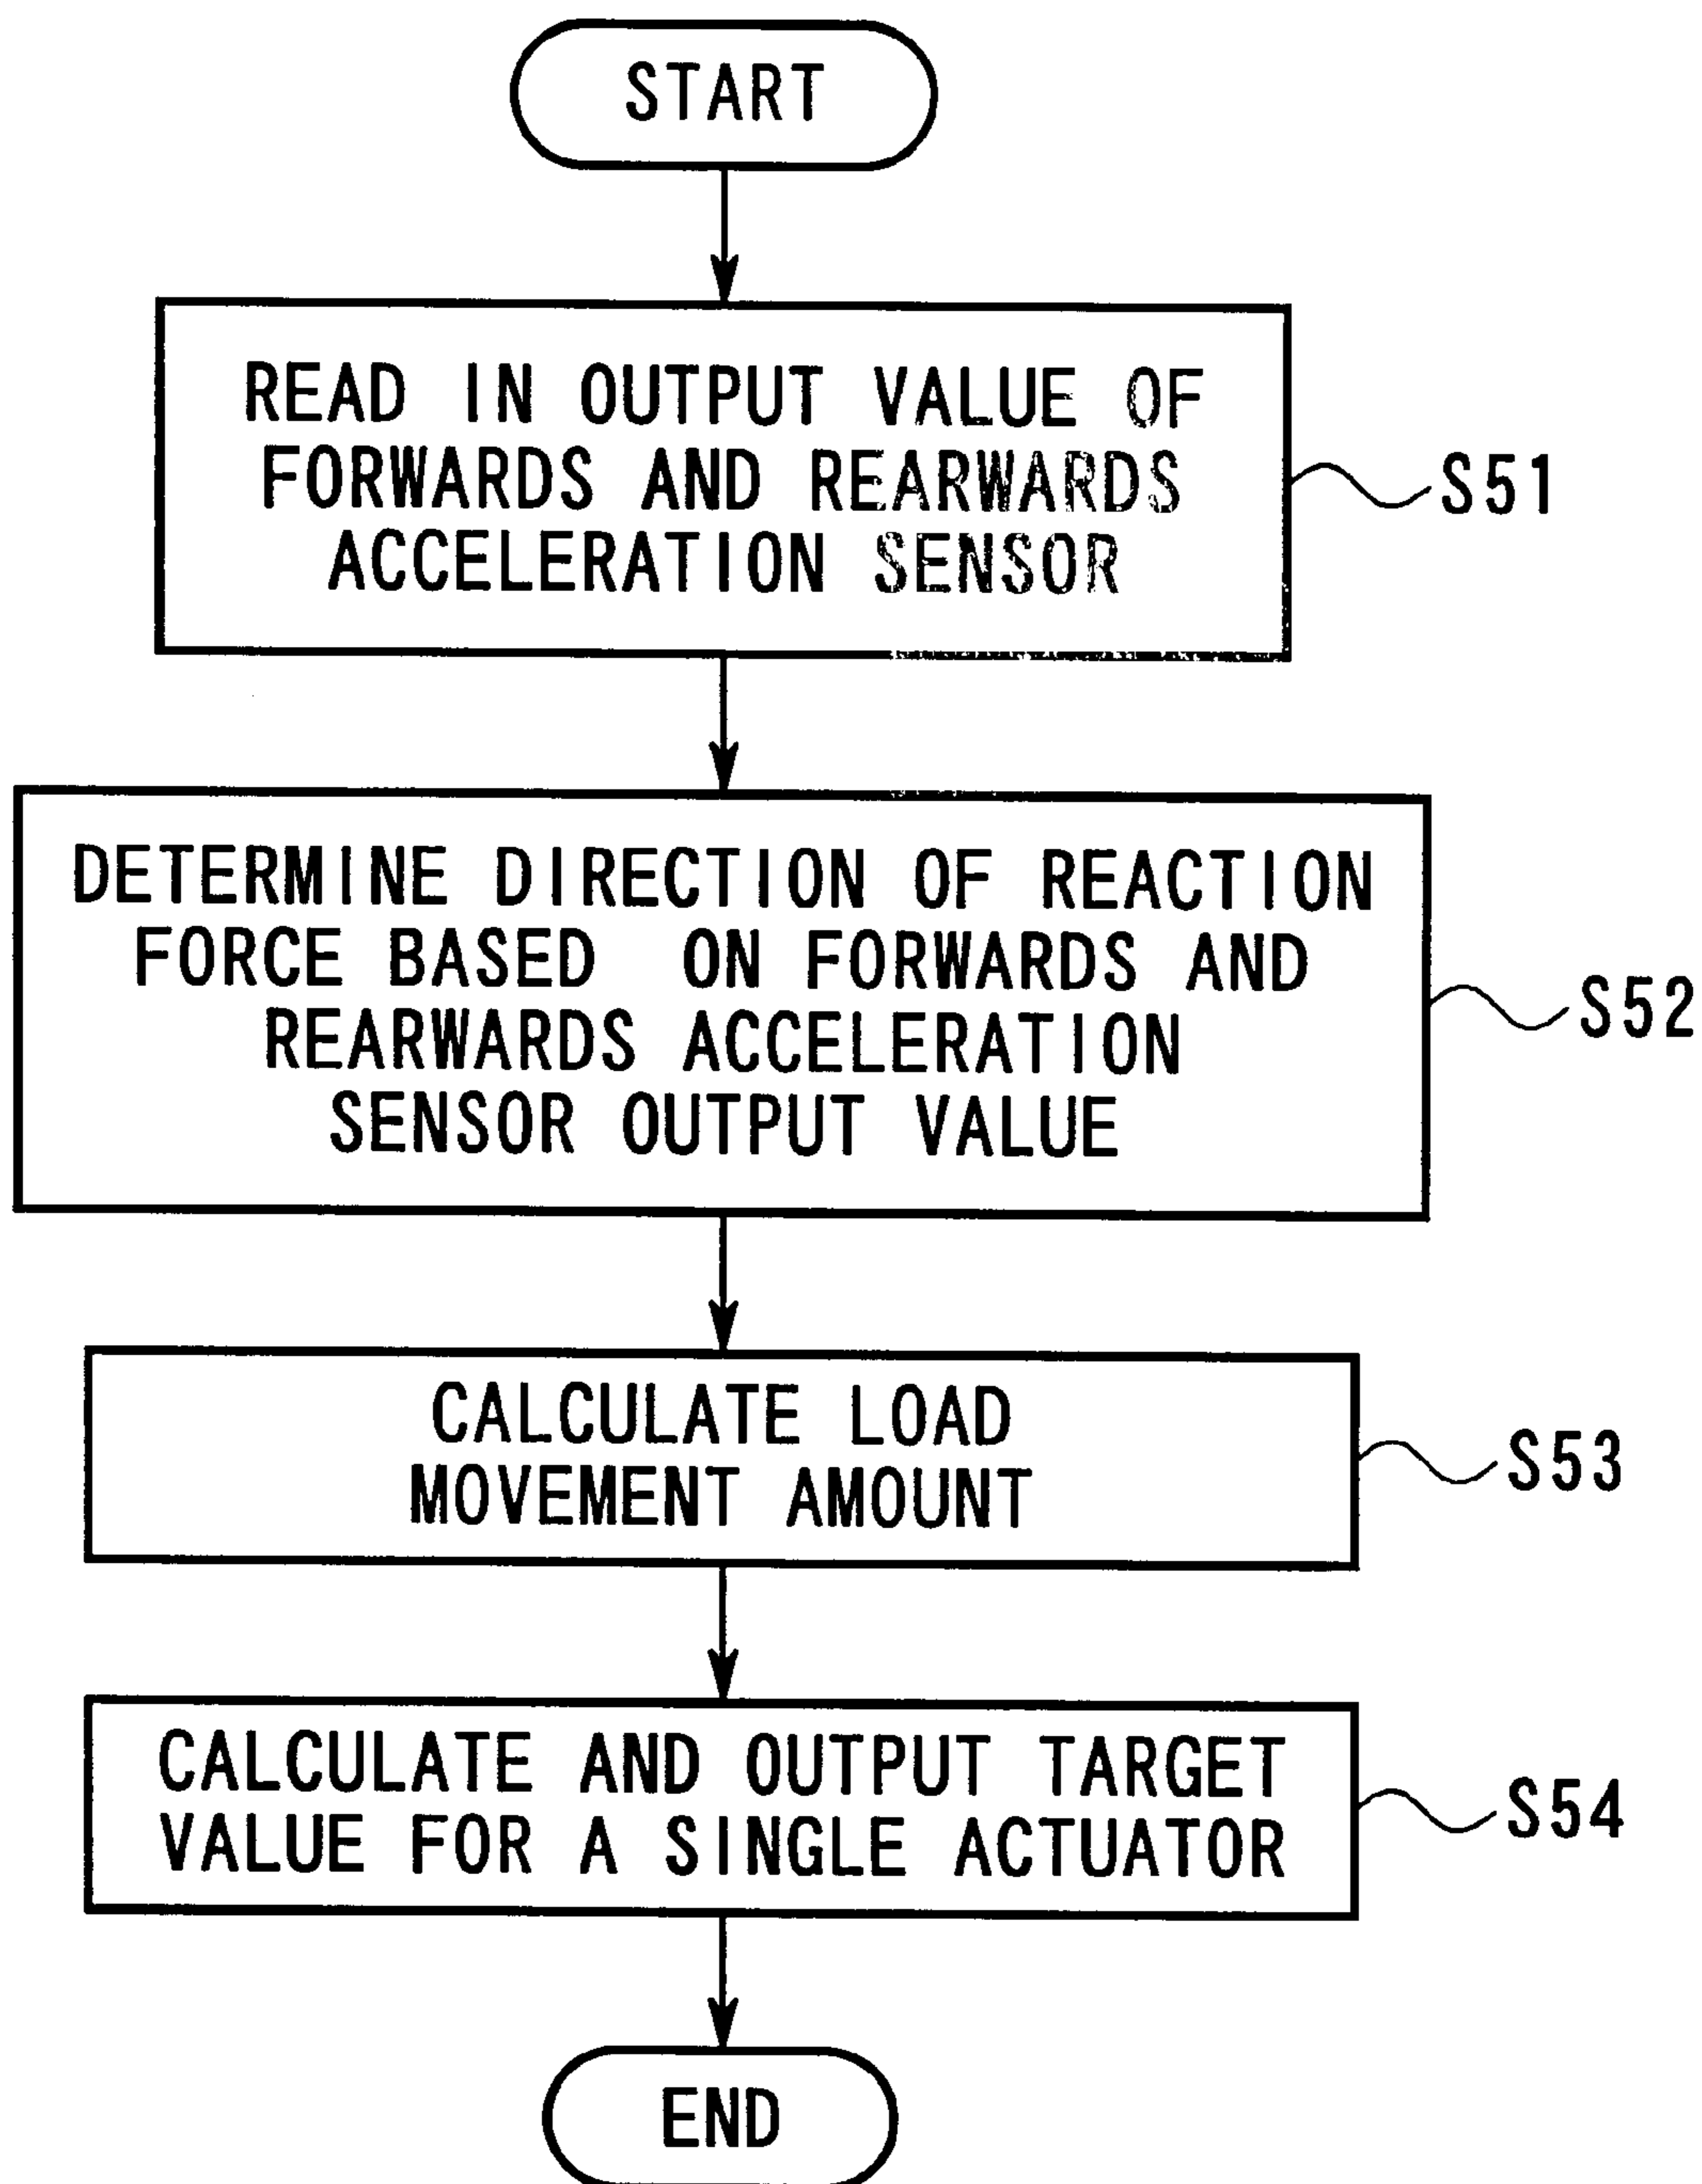 START
READ IN OUTPUT VALUE OF
FORWARDS AND REARWARDS
ACCELERATION SENSOR
S51
DETERMINE DIRECTION OF REACTION
FORCE BASED ON FORWARDS AND
REARWARDS ACCELERATION
SENSOR OUTPUT VALUE
S52
CALCULATE LOAD
MOVEMENT AMOUNT
S53
CALCULATE AND OUTPUT TARGET
VALUE FOR A SINGLE ACTUATOR
S54
END